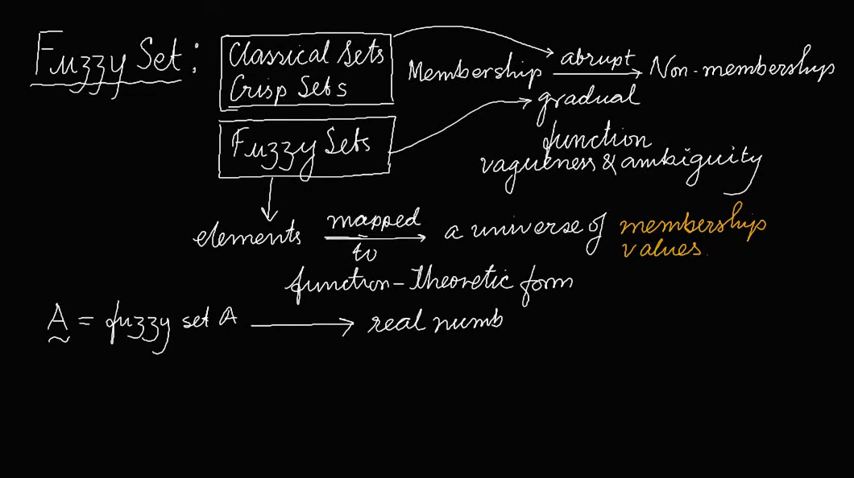 Fuzzy Set:
Classical Sets
Crisp Sets
Membership abrupt Non-membership
gradual
Fuzzy Sets
function
vagueness & ambiguity
elements mapped to a universe of membership values.
function-theoretic form
A = fuzzy set A real numb